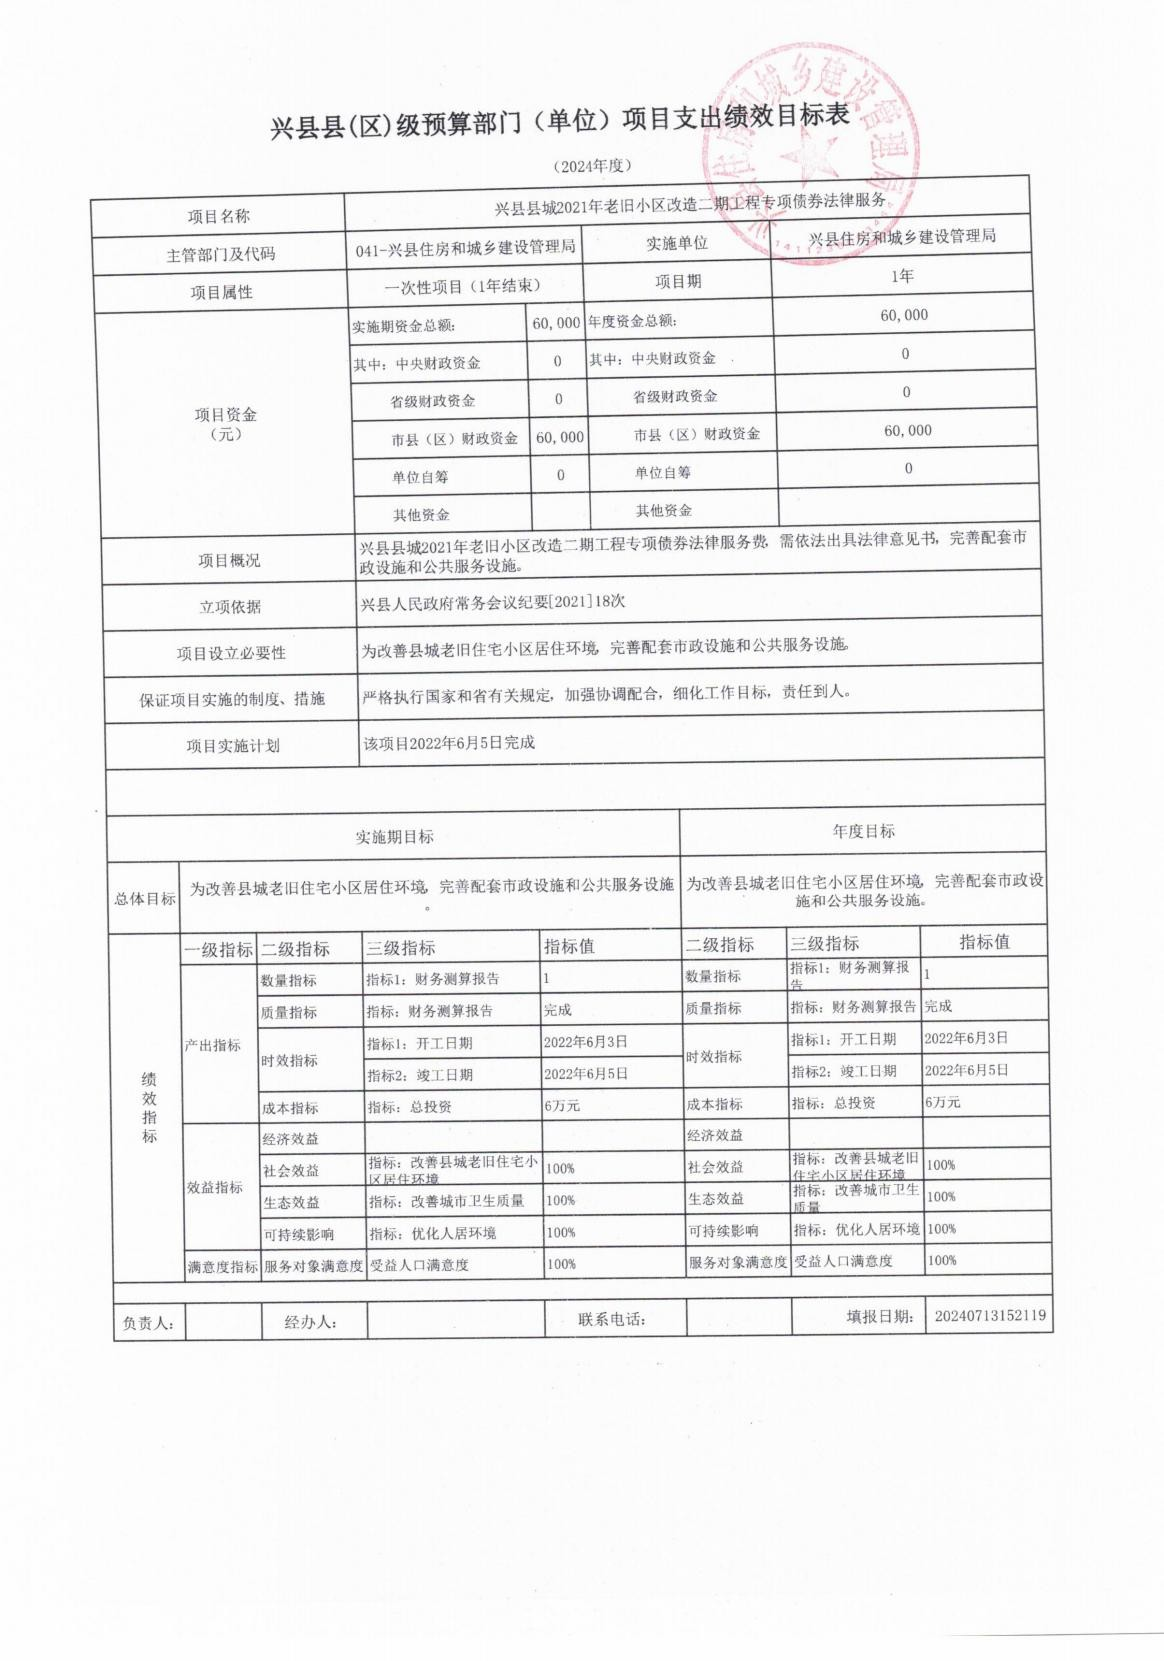 兴县县(区)级预算部门（单位）项目支出绩效目标表
（2024年度）
项目名称 兴县县城2021年老旧小区改造二期工程专项债券法律服务
主管部门及代码 041-兴县住房和城乡建设管理局 实施单位 兴县住房和城乡建设管理局
项目属性 一次性项目（1年结束） 项目期 1年
项目资金
（元）
实施期资金总额： 60,000 年度资金总额： 60,000
其中：中央财政资金 0 其中：中央财政资金 0
省级财政资金 0 省级财政资金 0
市县（区）财政资金 60,000 市县（区）财政资金 60,000
单位自筹 0 单位自筹 0
其他资金 其他资金
项目概况 兴县县城2021年老旧小区改造二期工程专项债券法律服务费，需依法出具法律意见书，完善配套市
政设施和公共服务设施。
立项依据 兴县人民政府常务会议纪要[2021]18次
项目设立必要性 为改善县城老旧住宅小区居住环境，完善配套市政设施和公共服务设施。
保证项目实施的制度、措施 严格执行国家和省有关规定，加强协调配合，细化工作目标，责任到人。
项目实施计划 该项目2022年6月5日完成
实施期目标 年度目标
总体目标 为改善县城老旧住宅小区居住环境，完善配套市政设施和公共服务设施
。
为改善县城老旧住宅小区居住环境，完善配套市政设
施和公共服务设施。
绩效指标
一级指标 二级指标 三级指标 指标值 二级指标 三级指标 指标值
产出指标
数量指标 指标1：财务测算报告 1 数量指标 指标1：财务测算报
告 1
质量指标 指标：财务测算报告 完成 质量指标 指标：财务测算报告 完成
时效指标 指标1：开工日期 2022年6月3日 时效指标 指标1：开工日期 2022年6月3日
指标2：竣工日期 2022年6月5日 指标2：竣工日期 2022年6月5日
成本指标 指标：总投资 6万元 成本指标 指标：总投资 6万元
效益指标
经济效益 经济效益
社会效益 指标：改善县城老旧住宅小
区居住环境 100% 社会效益 指标：改善县城老旧
住宅小区居住环境 100%
生态效益 指标：改善城市卫生质量 100% 生态效益 指标：改善城市卫生
质量 100%
可持续影响 指标：优化人居环境 100% 可持续影响 指标：优化人居环境 100%
满意度指标 服务对象满意度 受益人口满意度 100% 服务对象满意度 受益人口满意度 100%
负责人： 经办人： 联系电话： 填报日期： 20240713152119
兴县住房和城乡建设管理局